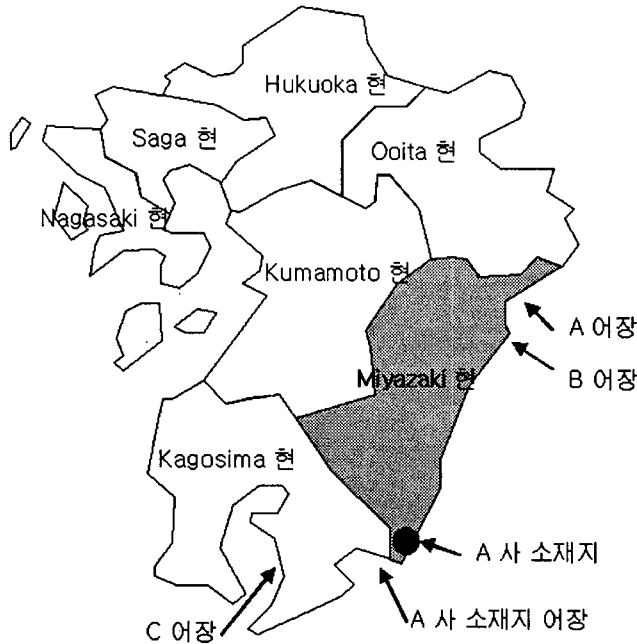 Hukuoka 현
Saga 현
Ooita 현
Nagasaki 현
Kumamoto 현
A 어장
Miyazaki 현
B 어장
Kagosima 현
A 사 소재지
C 어장
A 사 소재지 어장